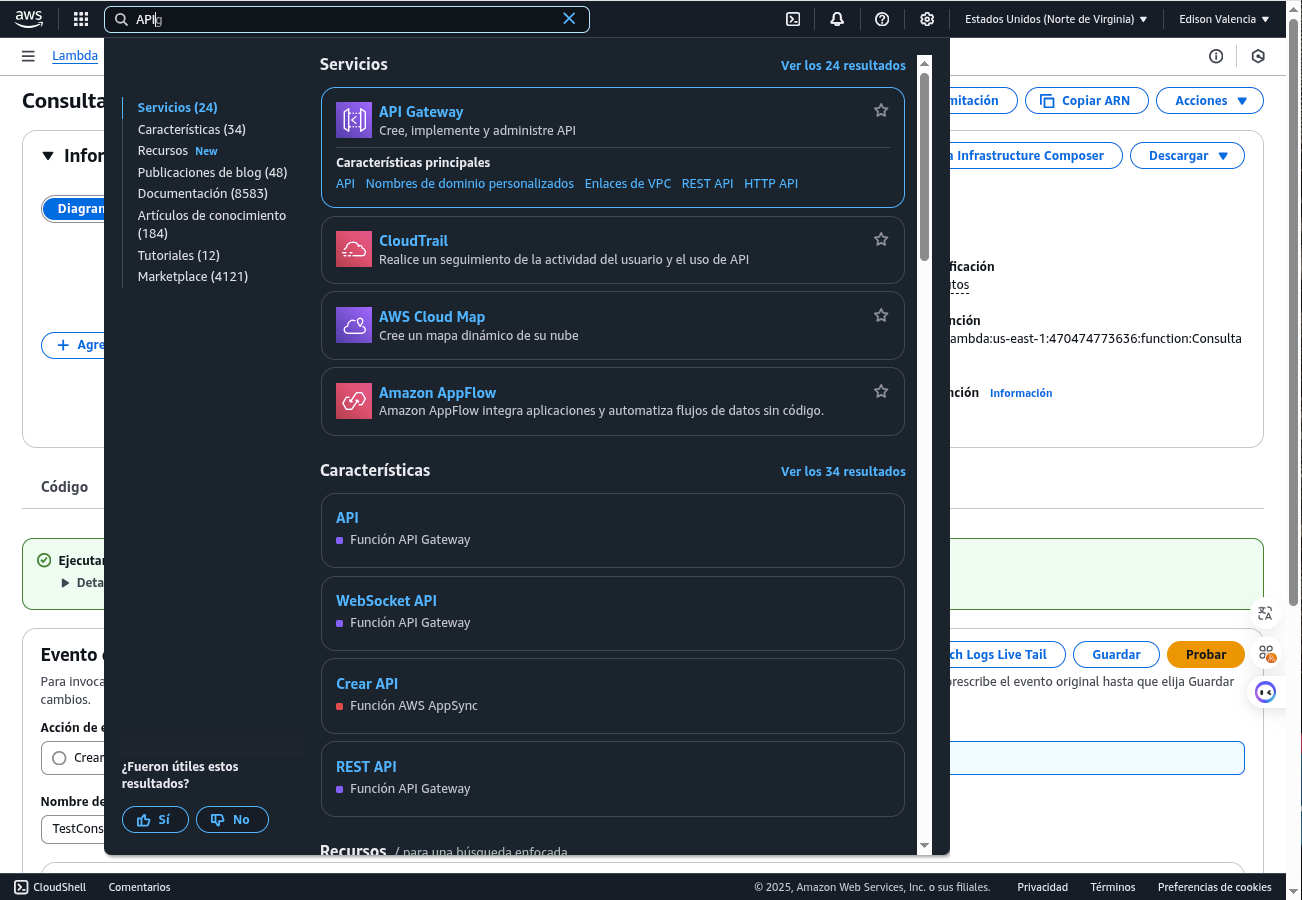 aws
APIg
Estados Unidos (Norte de Virginia)
Edison Valencia
Lambda
Servicios
Ver los 24 resultados
Servicios (24)
Características (34)
Recursos New
Publicaciones de blog (48)
Documentación (8583)
Artículos de conocimiento
(184)
Tutoriales (12)
Marketplace (4121)
API Gateway
Cree, implemente y administre API
Características principales
API Nombres de dominio personalizados Enlaces de VPC REST API HTTP API
CloudTrail
Realice un seguimiento de la actividad del usuario y el uso de API
AWS Cloud Map
Cree un mapa dinámico de su nube
Amazon AppFlow
Amazon AppFlow integra aplicaciones y automatiza flujos de datos sin código.
Características
Ver los 34 resultados
API
Función API Gateway
WebSocket API
Función API Gateway
Crear API
Función AWS AppSync
REST API
Función API Gateway
Recursos / para una búsqueda enfocada
¿Fueron útiles estos
resultados?
Sí
No
Consulta
mitación
Copiar ARN
Acciones
Infor
a Infrastructure Composer
Descargar
Diagran
ficación
tos
nción
ambda:us-east-1:470474773636:function:Consulta
+ Agre
nción Información
Código
Ejecutar
Deta
Evento
ch Logs Live Tail
Guardar
Probar
Para invoca
prescribe el evento original hasta que elija Guardar
cambios.
Acción de e
Crear
Nombre de
TestCons
CloudShell
Comentarios
© 2025, Amazon Web Services, Inc. o sus filiales.
Privacidad
Términos
Preferencias de cookies